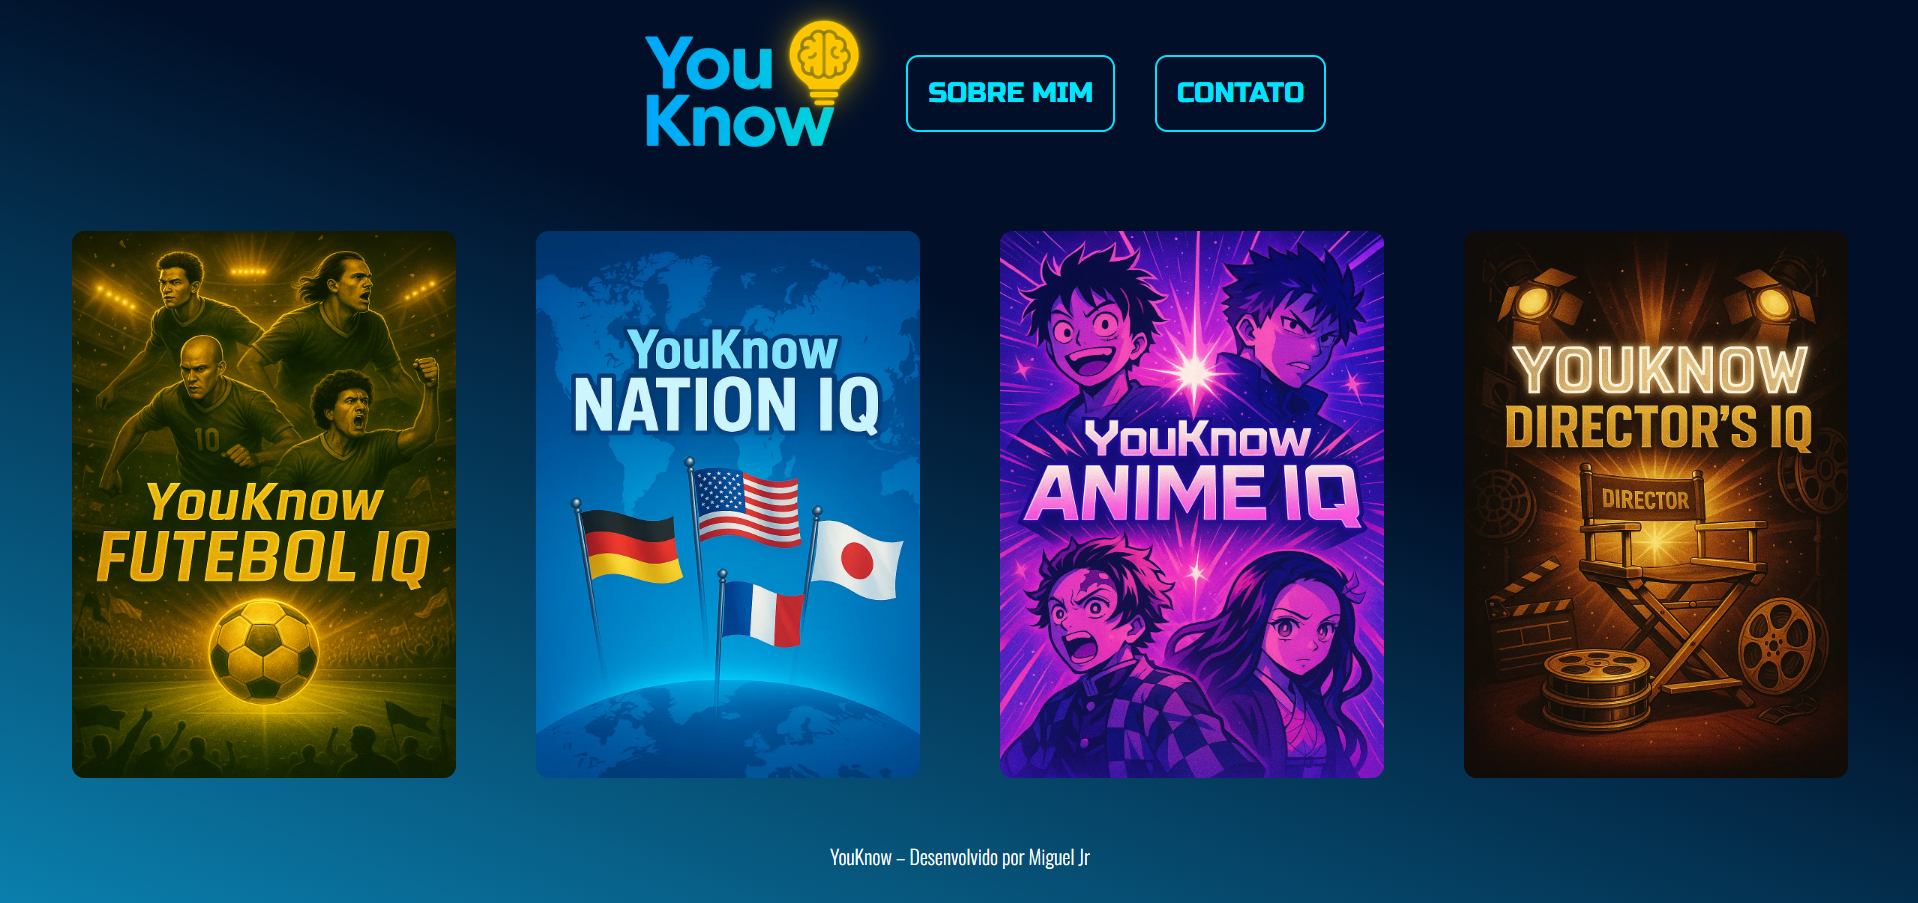 You
Know
SOBRE MIM
CONTATO
10
YouKnow
FUTEBOL IQ
YouKnow
NATION IQ
YouKnow
ANIME IQ
YOUKNOW
DIRECTOR'S IQ
DIRECTOR
YouKnow – Desenvolvido por Miguel Jr